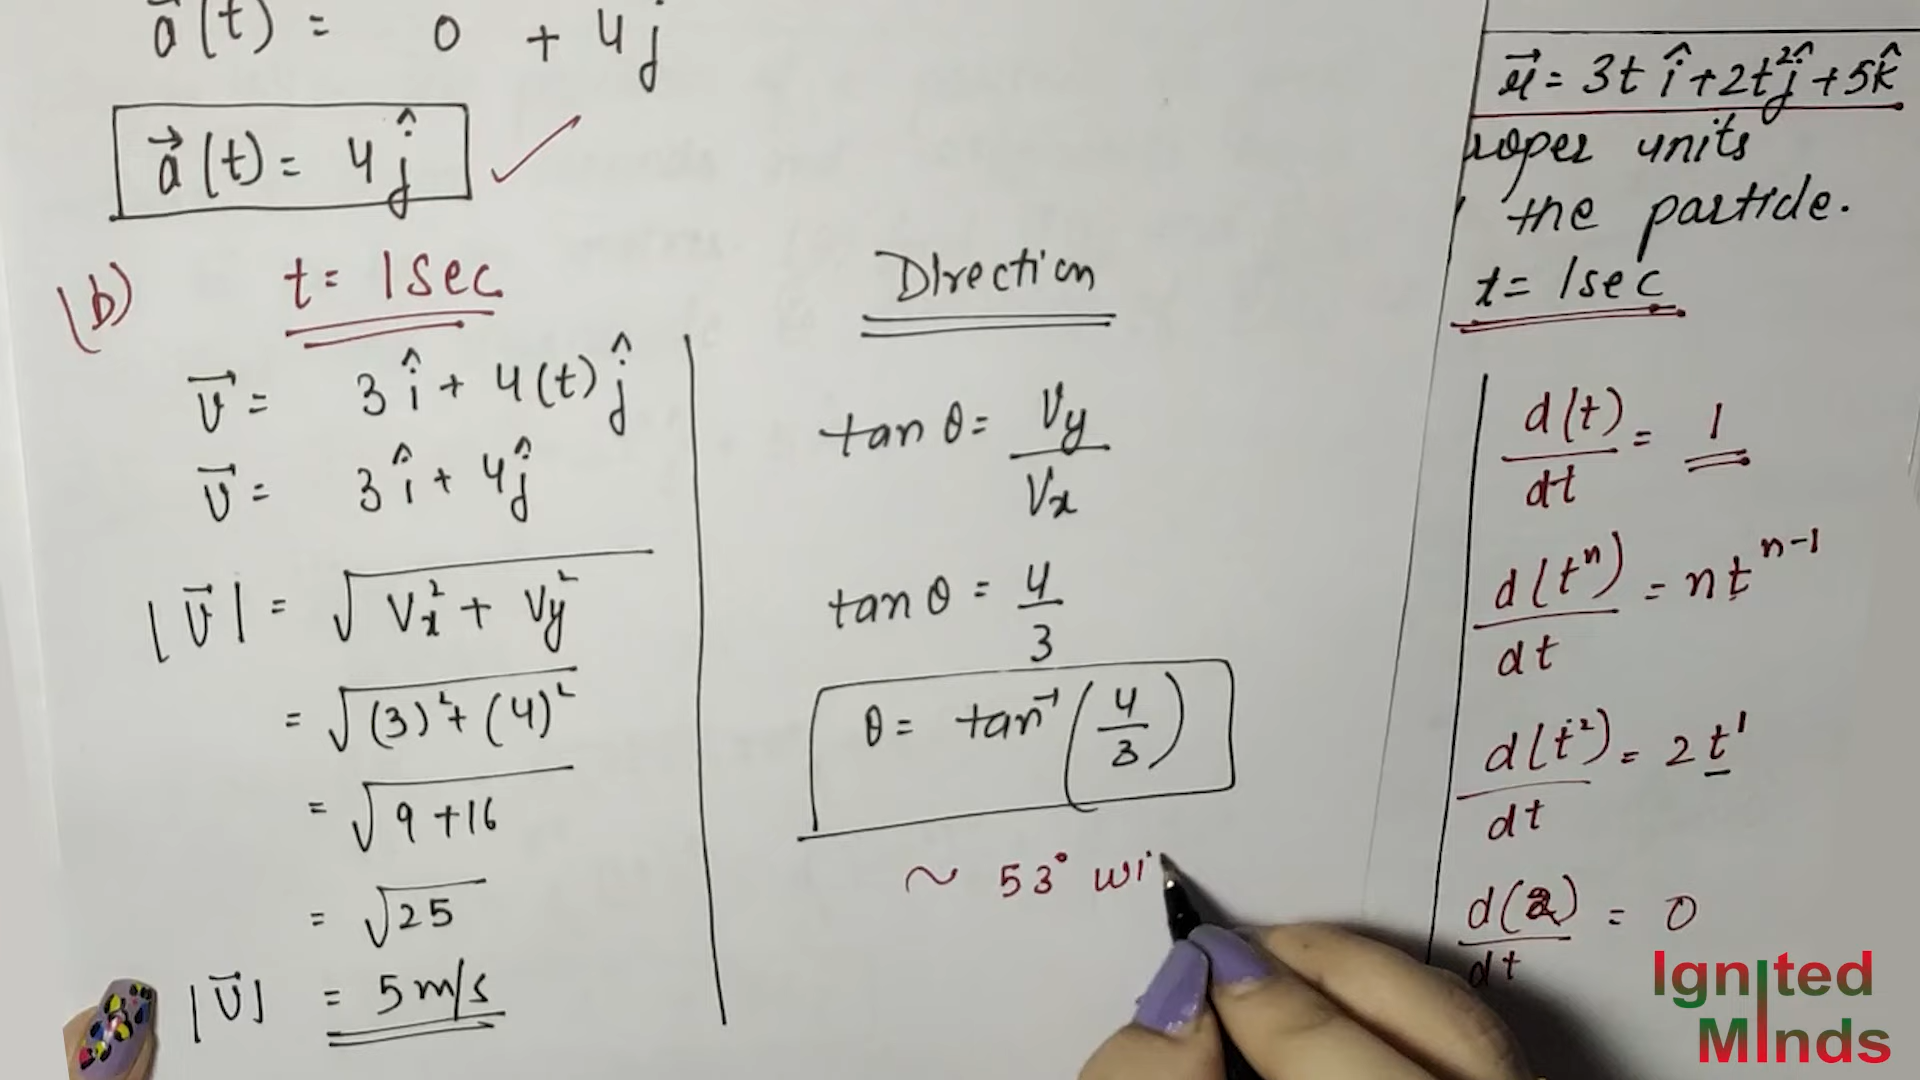 a⃗(t) = 0 + 4j
a⃗(t) = 4ĵ
(b) t = 1sec
v⃗ = 3î + 4(t)ĵ
v⃗ = 3î + 4ĵ
|v⃗| = √(Vx² + Vy²)
= √((3)² + (4)²)
= √(9+16)
= √25
|v⃗| = 5m/s
Direction
tan θ = Vy/Vx
tan θ = 4/3
θ = tan⁻¹(4/3)
~ 53° wi
r⃗ = 3t î + 2t² ĵ + 5k̂
roper units
the particle.
t = 1sec
d(t)/dt = 1
d(tⁿ)/dt = ntⁿ⁻¹
d(t²)/dt = 2t¹
d(2)/dt = 0
Ignited
Minds